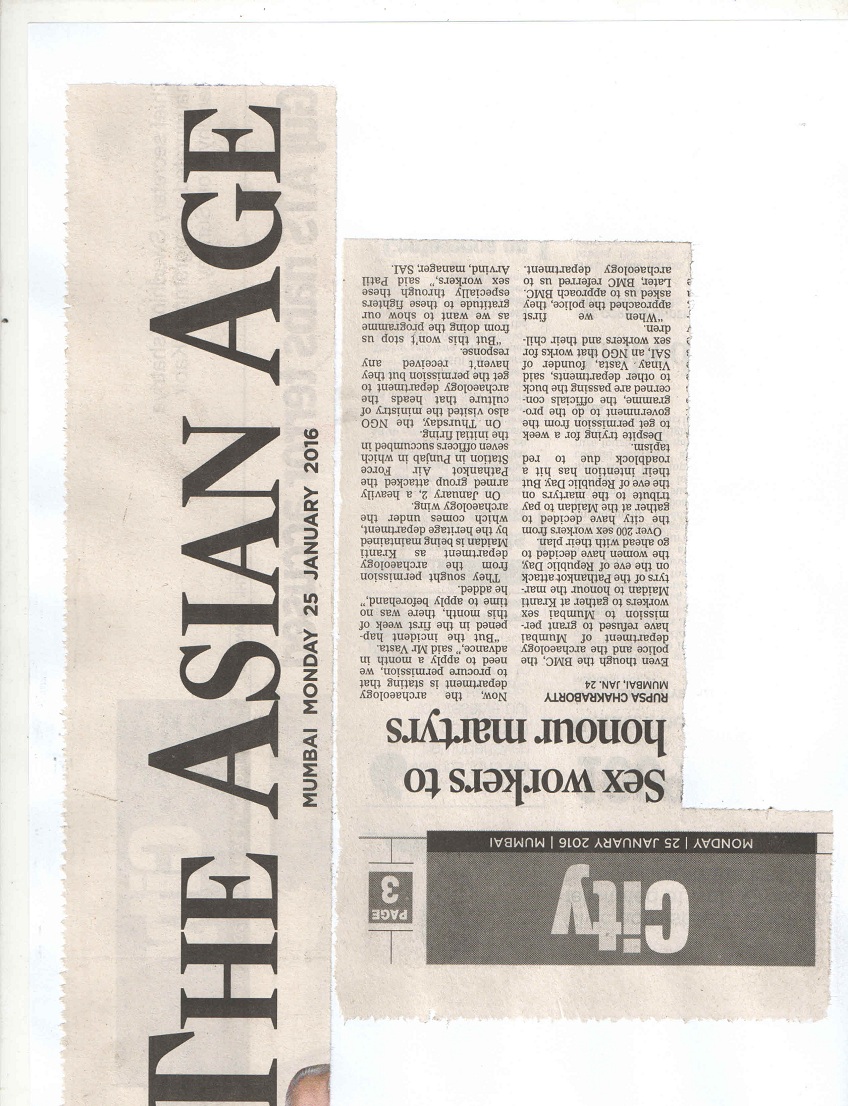 THE ASIAN AGE
MUMBAI MONDAY 25 JANUARY 2016
City
PAGE
3
MONDAY | 25 JANUARY 2016 | MUMBAI
Sex workers to
honour martyrs
RUPSA CHAKRABORTY
MUMBAI, JAN. 24
Even though the BMC, the
police and the archaeology
department of Mumbai
have refused to grant per-
mission to Mumbai sex
workers to gather at Kranti
Maidan to honour the mar-
tyrs of the Pathankot attack
on the eve of Republic Day,
the women have decided to
go ahead with their plan.
Over 200 sex workers from
the city have decided to
gather at the Maidan to pay
tribute to the martyrs on
the eve of Republic Day. But
their intention has hit a
roadblock due to red
tapism.
Despite trying for a week
to get permission from the
government to do the pro-
gramme, the officials con-
cerned are passing the buck
to other departments, said
Vinay Vasta, founder of
SAI, an NGO that works for
sex workers and their chil-
dren.
"When we first
approached the police, they
asked us to approach BMC.
Later, BMC referred us to
archaeology department.
Now, the archaeology
department is stating that
to procure permission, we
need to apply a month in
advance," said Mr Vasta.
"But the incident hap-
pened in the first week of
this month, there was no
time to apply beforehand,"
he added.
They sought permission
from the archaeology
department as Kranti
Maidan is being maintained
by the heritage department,
which comes under the
archaeology wing.
On January 2, a heavily
armed group attacked the
Pathankot Air Force
Station in Punjab in which
seven officers succumbed in
the initial firing.
On Thursday, the NGO
also visited the ministry of
culture that heads the
archaeology department to
get the permission but they
haven't received any
response.
"But this won't stop us
from doing the programme
as we want to show our
gratitude to these fighters
especially through these
sex workers," said Patil
Arvind, manager, SAI.